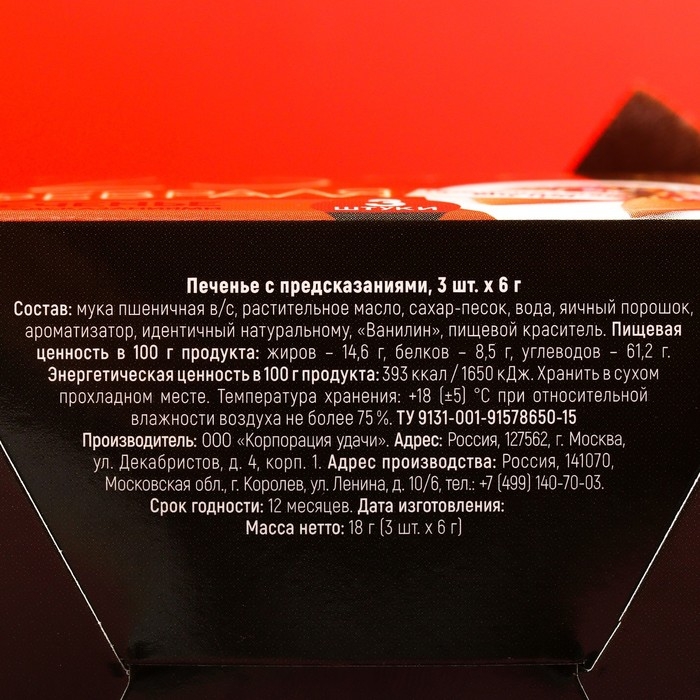 ФЕВРАЛЯ
3
ШТУКИ
Печенье с предсказаниями, 3 шт. х 6 г
Состав: мука пшеничная в/с, растительное масло, сахар-песок, вода, яичный порошок,
ароматизатор, идентичный натуральному, «Ванилин», пищевой краситель. Пищевая
ценность в 100 г продукта: жиров – 14,6 г, белков – 8,5 г, углеводов – 61,2 г.
Энергетическая ценность в 100 г продукта: 393 ккал / 1650 кДж. Хранить в сухом
прохладном месте. Температура хранения: +18 (±5) °С при относительной
влажности воздуха не более 75 %. ТУ 9131-001-91578650-15
Производитель: ООО «Корпорация удачи». Адрес: Россия, 127562, г. Москва,
ул. Декабристов, д. 4, корп. 1. Адрес производства: Россия, 141070,
Московская обл., г. Королев, ул. Ленина, д. 10/6, тел.: +7 (499) 140-70-03.
Срок годности: 12 месяцев. Дата изготовления:
Масса нетто: 18 г (3 шт. х 6 г)